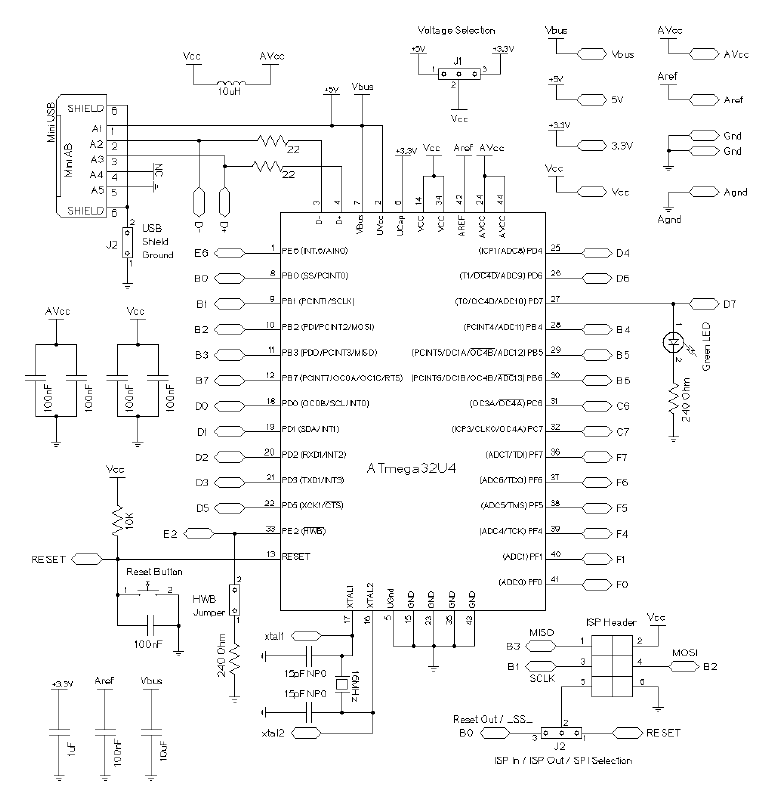 Voltage Selection
+5V
+3.3V
J1
1
2
3
Vcc
Vcc
AVcc
10uH
Vbus
Vbus
+5V
5V
+3.3V
3.3V
Vcc
Vcc
AVcc
AVcc
Aref
Aref
Gnd
Gnd
Agnd
Agnd
Mini USB
Mini AB
SHIELD 6
A1 1
A2 2
A3 3
A4 4
A5 5
SHIELD 6
NC
22
22
D-
D+
J2
2
1
USB
Shield
Ground
+5V
Vbus
+3.3V
Vcc
Aref
AVcc
3 D-
4 D+
7 VBus
2 UVcc
6 UCap
14 VCC
34 VCC
42 AREF
24 AVCC
44 AVCC
E6 1 PE6 (INT.6/AIN0)
B0 8 PB0 (SS/PCINT0)
B1 9 PB1 (PCINT1/SCLK)
B2 10 PB2 (PDI/PCINT2/MOSI)
B3 11 PB3 (PDO/PCINT3/MISO)
B7 12 PB7 (PCINT7/OC0A/OC1C/RTS)
D0 18 PD0 (OC0B/SCL/INT0)
D1 19 PD1 (SDA/INT1)
D2 20 PD2 (RXD1/INT2)
D3 21 PD3 (TXD1/INT3)
D5 22 PD5 (XCK1/CTS)
E2 33 PE2 (HWB)
RESET 13 RESET
ATmega32U4
(ICP1/ADC8) PD4 25 D4
(T1/OC4D/ADC9) PD6 26 D6
(T0/OC4D/ADC10) PD7 27 D7
(PCINT4/ADC11) PB4 28 B4
(PCINT5/OC1A/OC4B/ADC12) PB5 29 B5
(PCINT6/OC1B/OC4B/ADC13) PB6 30 B6
(OC3A/OC4A) PC6 31 C6
(ICP3/CLK0/OC4A) PC7 32 C7
(ADC7/TDI) PF7 36 F7
(ADC6/TDO) PF6 37 F6
(ADC5/TMS) PF5 38 F5
(ADC4/TCK) PF4 39 F4
(ADC1) PF1 40 F1
(ADC0) PF0 41 F0
1
2
Green LED
240 Ohm
AVcc
100nF
100nF
Vcc
100nF
100nF
Vcc
10K
Reset Button
1
2
100nF
2
1
HWB
Jumper
240 Ohm
XTAL1 17
XTAL2 16
UGnd 5
GND 15
GND 23
GND 35
GND 43
xtal1
15pF NP0
16MHz
15pF NP0
xtal2
+3.3V
1uF
Aref
100nF
Vbus
10uF
ISP Header
Vcc
MISO
B3 1
2
B1 3
SCLK
4 B2
MOSI
5
6
Reset Out / _SS_
B0 3
2
1 RESET
J2
ISP In / ISP Out / SPI Selection